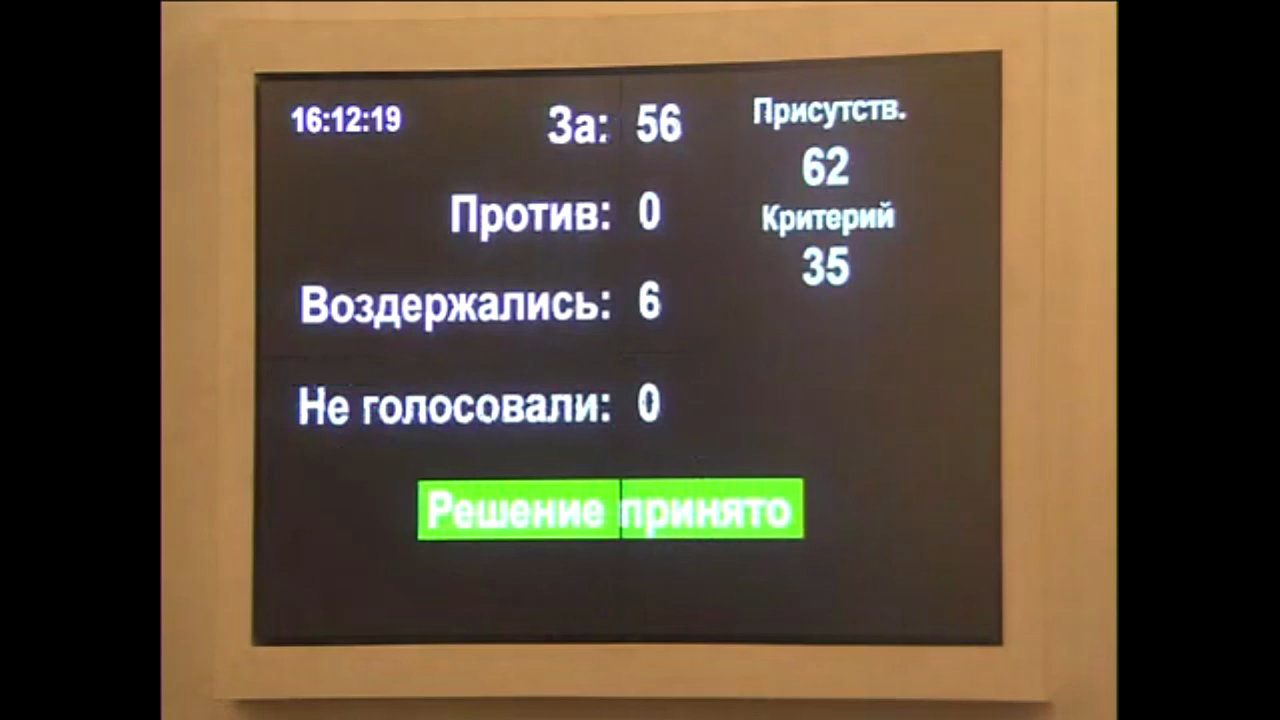 16:12:19
За: 56
Против: 0
Воздержались: 6
Не голосовали: 0
Присутств.
62
Критерий
35
Решение принято